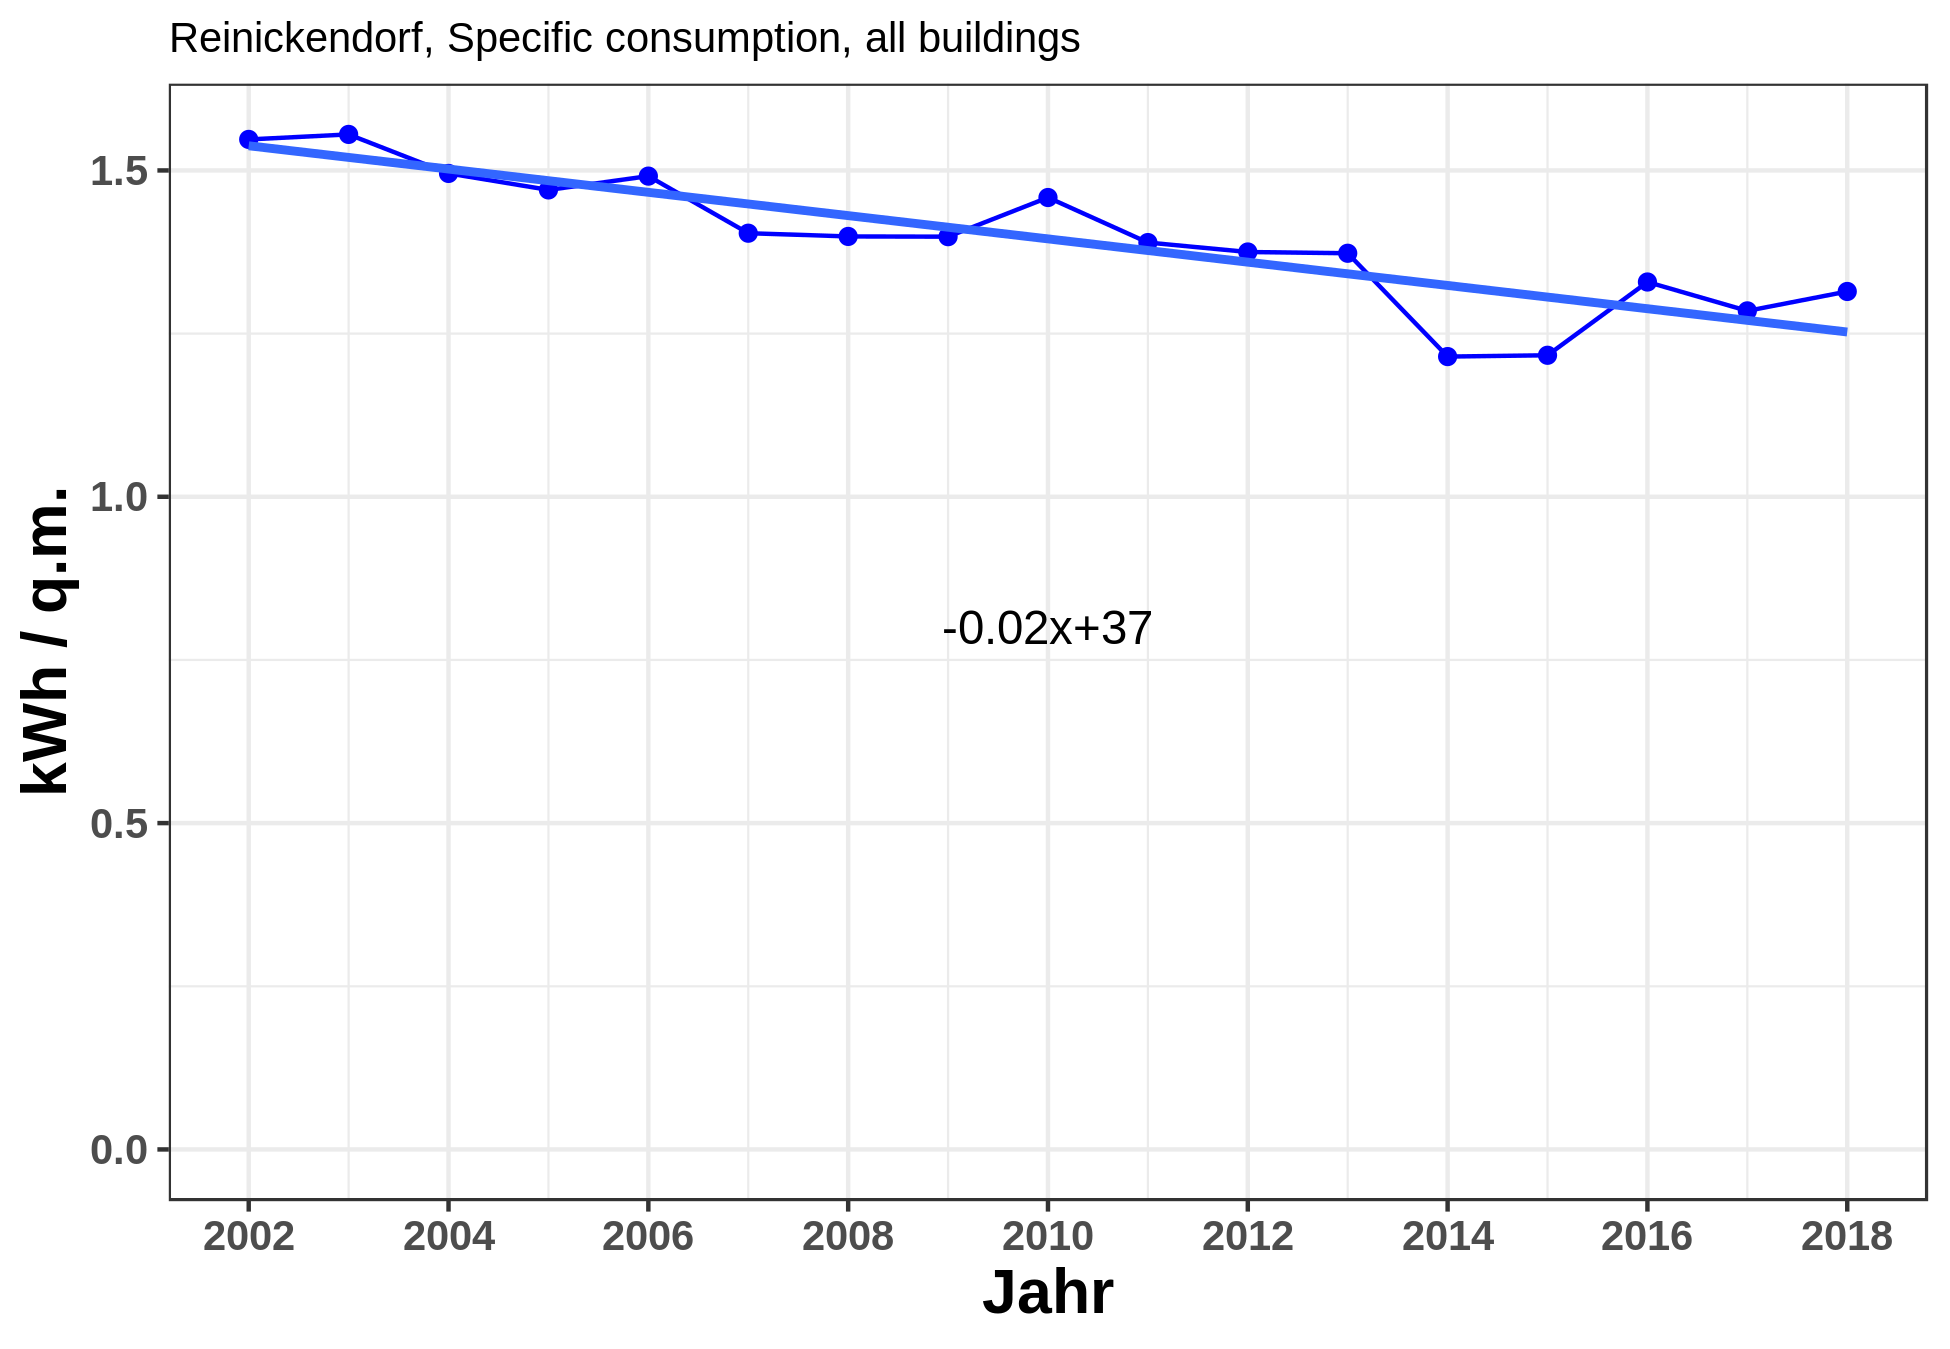 Reinickendorf, Specific consumption, all buildings
kWh / q.m.
1.5
1.0
0.5
0.0
-0.02x+37
2002 2004 2006 2008 2010 2012 2014 2016 2018
Jahr